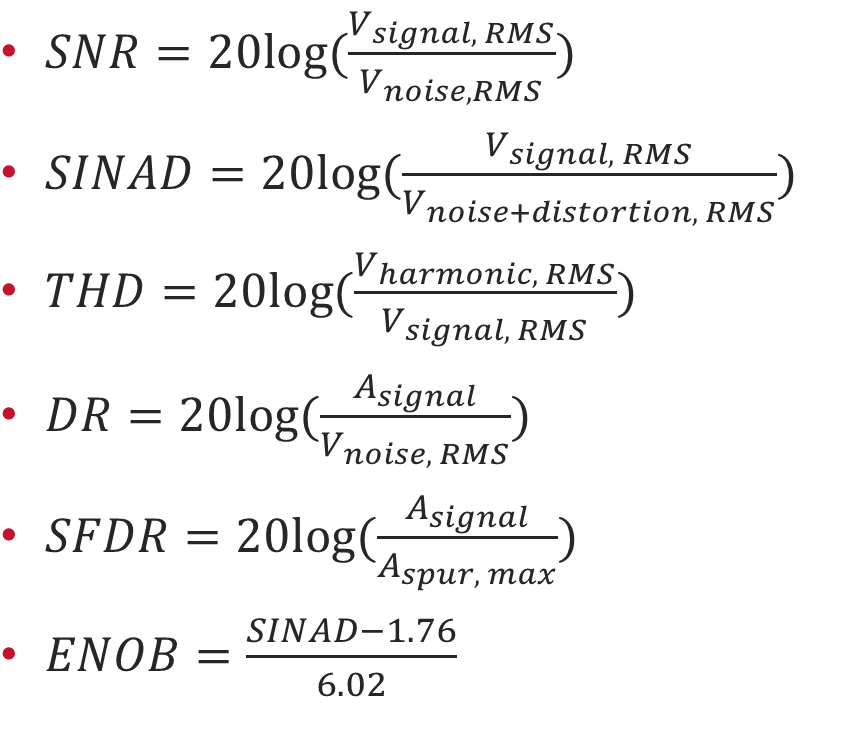 • SNR = 20log(V_signal, RMS / V_noise,RMS)
• SINAD = 20log(V_signal, RMS / V_noise+distortion, RMS)
• THD = 20log(V_harmonic, RMS / V_signal, RMS)
• DR = 20log(A_signal / V_noise, RMS)
• SFDR = 20log(A_signal / A_spur, max)
• ENOB = SINAD−1.76 / 6.02